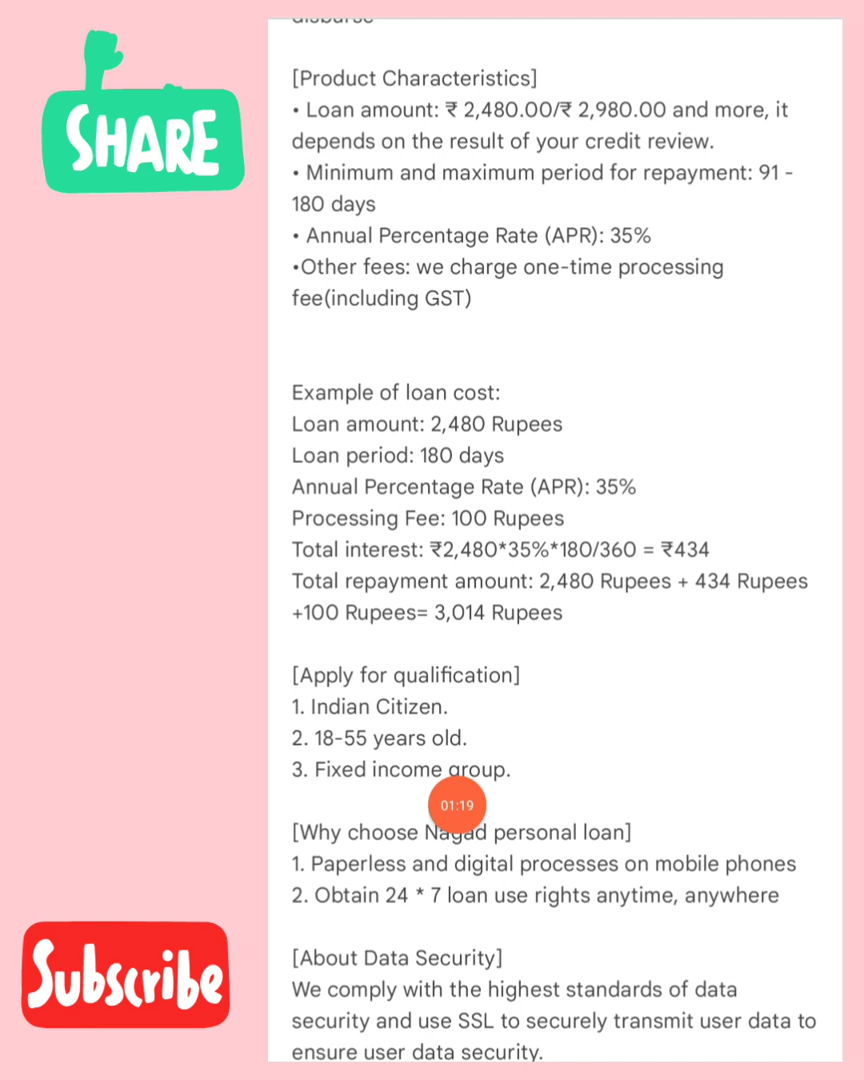 SHARE
disburse
[Product Characteristics]
• Loan amount: ₹ 2,480.00/₹ 2,980.00 and more, it
depends on the result of your credit review.
• Minimum and maximum period for repayment: 91 -
180 days
• Annual Percentage Rate (APR): 35%
•Other fees: we charge one-time processing
fee(including GST)
Example of loan cost:
Loan amount: 2,480 Rupees
Loan period: 180 days
Annual Percentage Rate (APR): 35%
Processing Fee: 100 Rupees
Total interest: ₹2,480*35%*180/360 = ₹434
Total repayment amount: 2,480 Rupees + 434 Rupees
+100 Rupees= 3,014 Rupees
[Apply for qualification]
1. Indian Citizen.
2. 18-55 years old.
3. Fixed income group.
01:19
[Why choose Nagad personal loan]
1. Paperless and digital processes on mobile phones
2. Obtain 24 * 7 loan use rights anytime, anywhere
Subscribe
[About Data Security]
We comply with the highest standards of data
security and use SSL to securely transmit user data to
ensure user data security.